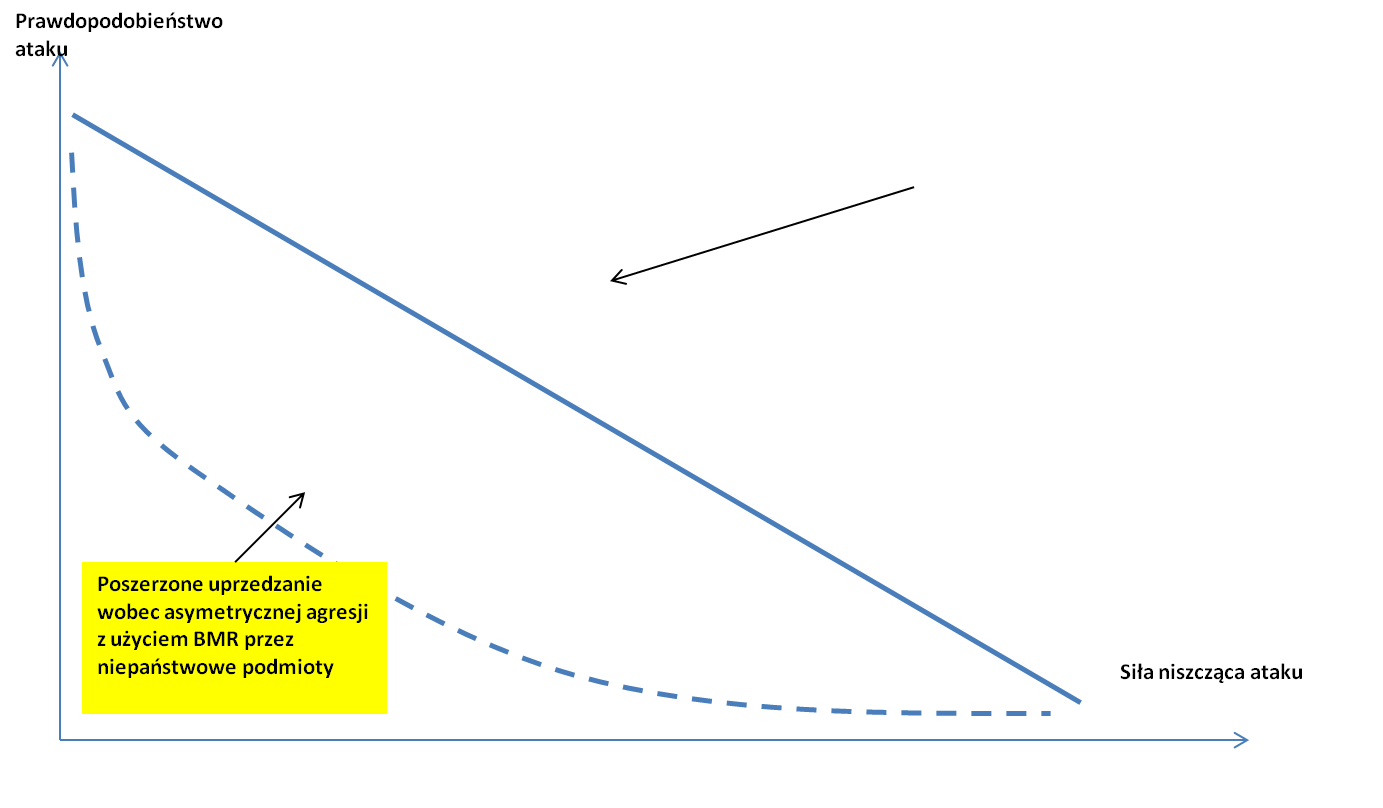 Prawdopodobieństwo
ataku
Poszerzone uprzedzanie
wobec asymetrycznej agresji
z użyciem BMR przez
niepaństwowe podmioty
Siła niszcząca ataku